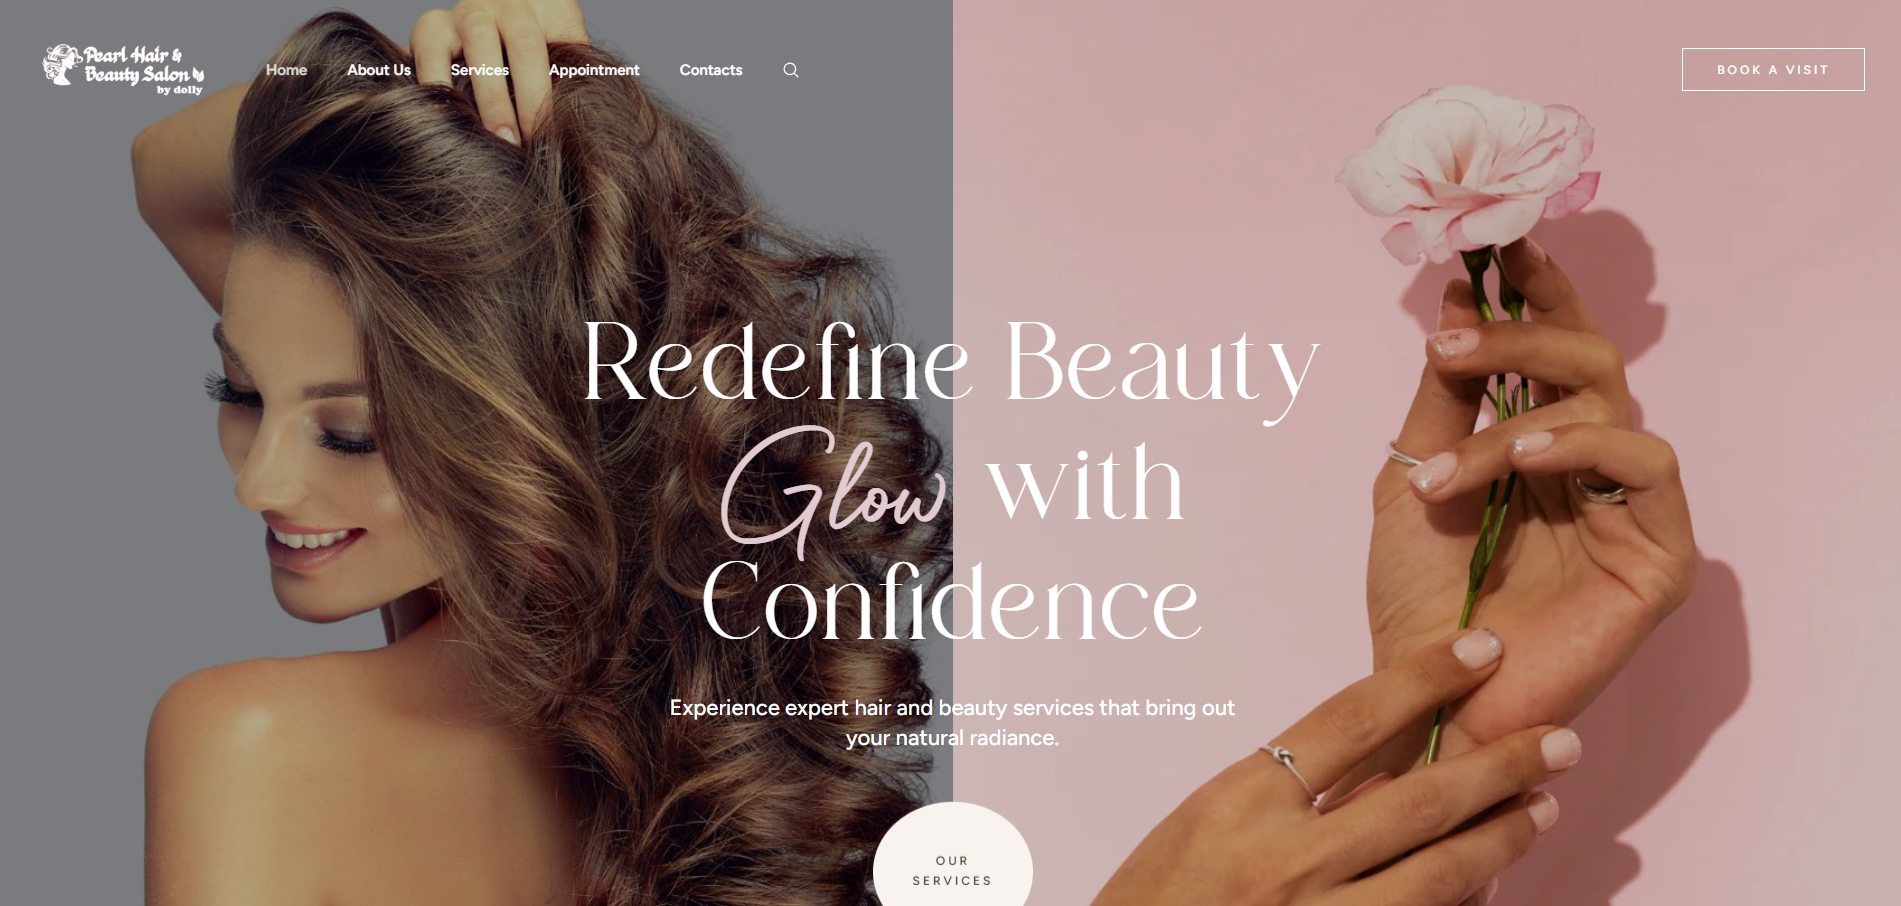 Pearl Hair &
Beauty Salon
by dolly
Home
About Us
Services
Appointment
Contacts
BOOK A VISIT
Redefine Beauty
Glow with
Confidence
Experience expert hair and beauty services that bring out
your natural radiance.
OUR
SERVICES